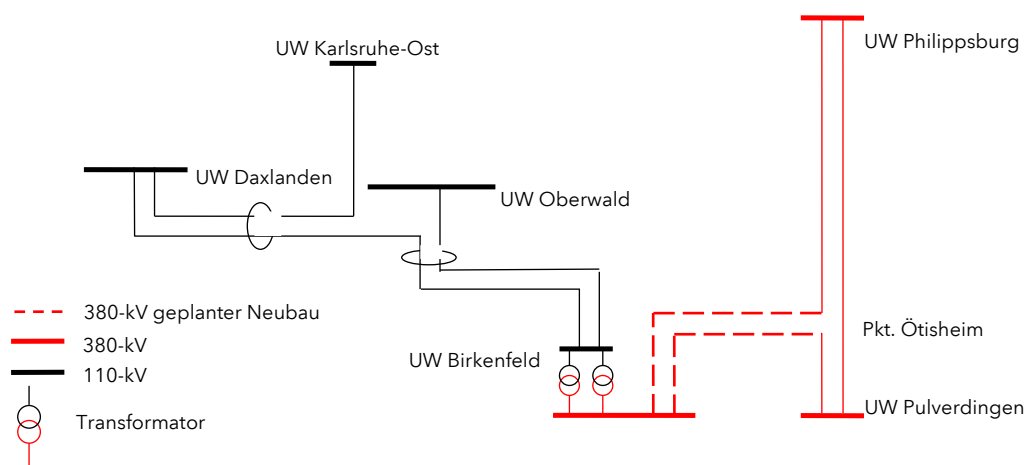 UW Philippsburg
UW Karlsruhe-Ost
UW Daxlanden
UW Oberwald
380-kV geplanter Neubau
Pkt. Ötisheim
380-kV
UW Birkenfeld
110-kV
UW Pulverdingen
Transformator